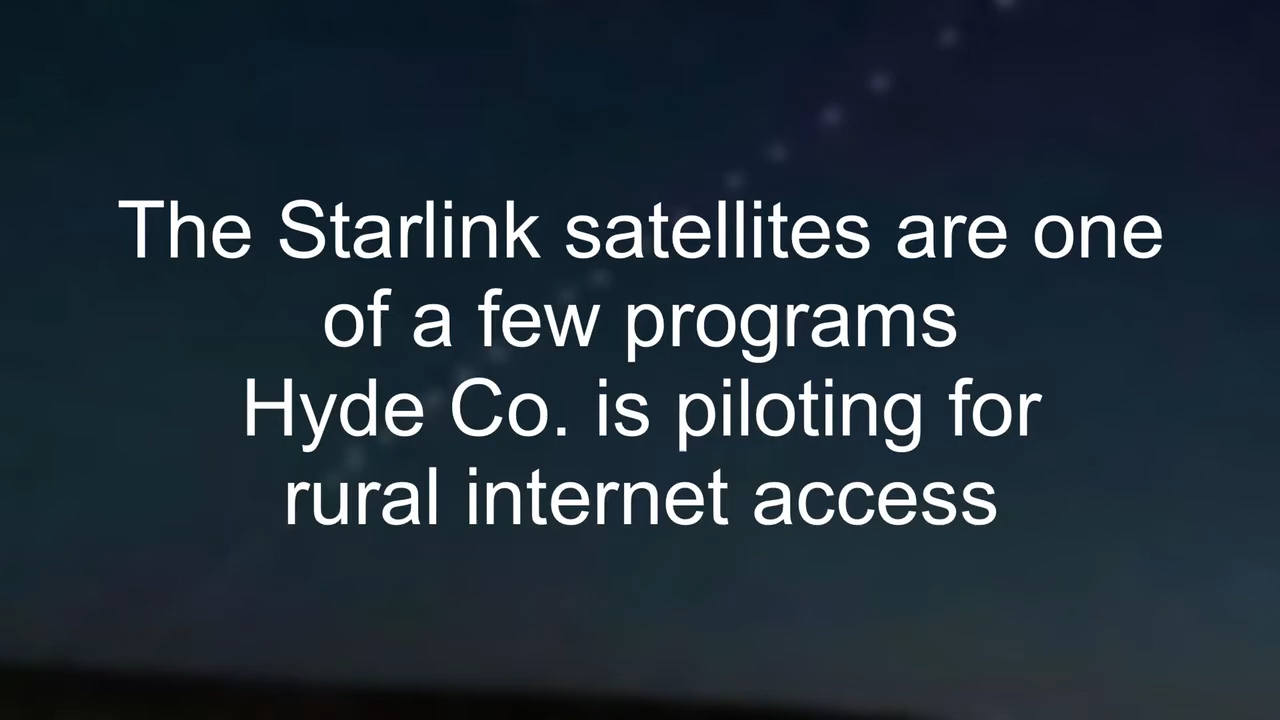 The Starlink satellites are one
of a few programs
Hyde Co. is piloting for
rural internet access